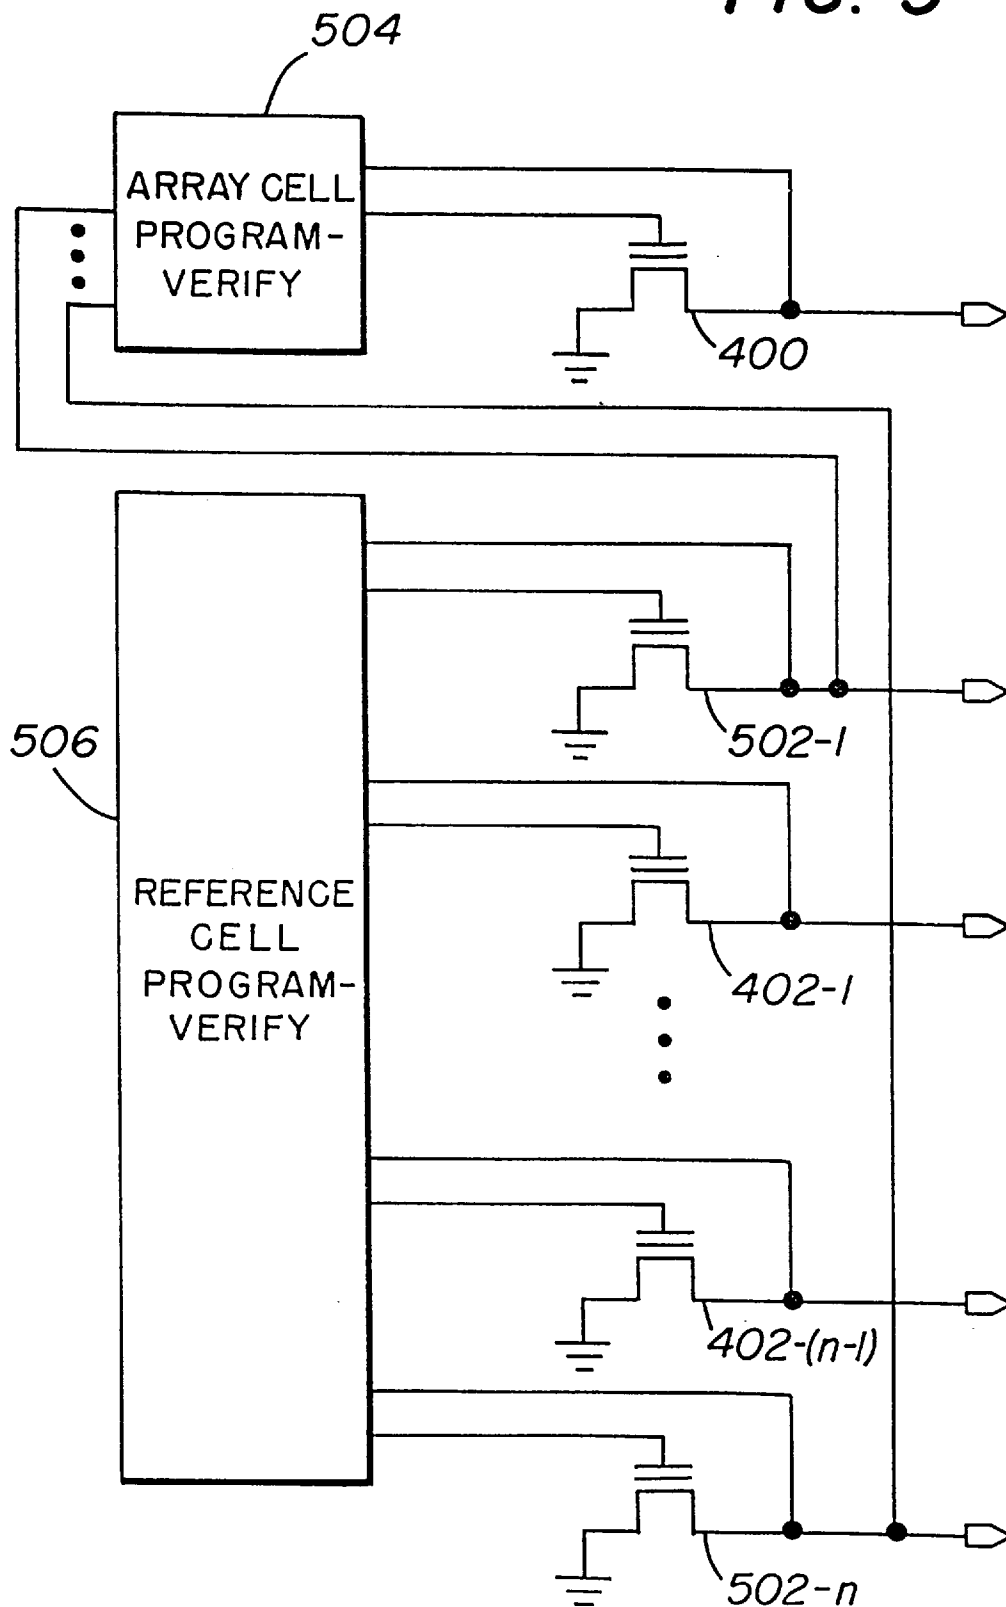 504
ARRAY CELL
PROGRAM-
VERIFY
400
502-1
506
402-1
REFERENCE
CELL
PROGRAM-
VERIFY
402-(n-1)
502-n